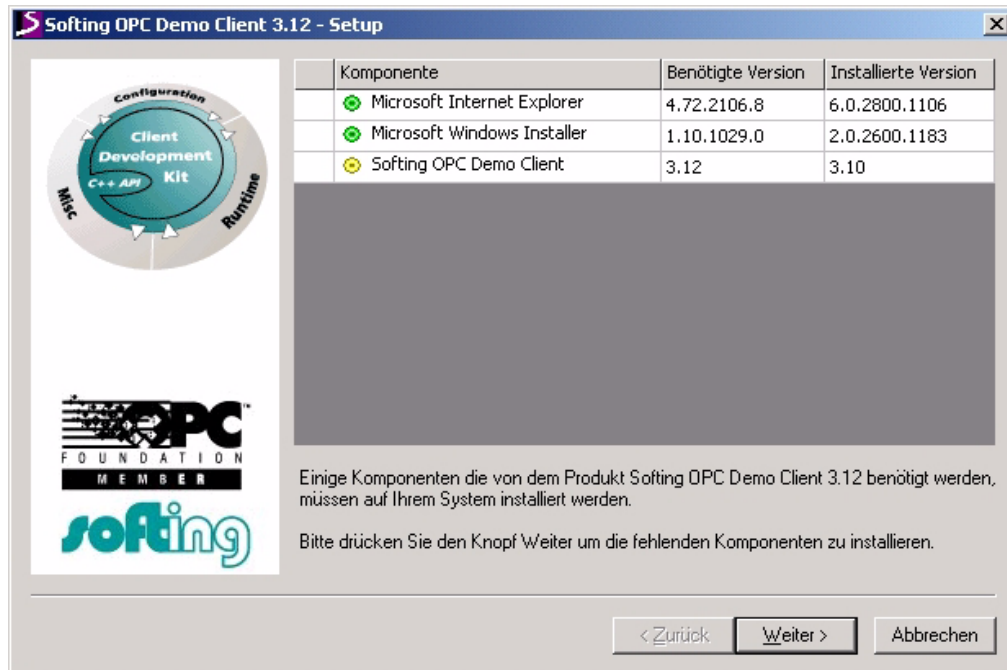 Softing OPC Demo Client 3.12 - Setup
Configuration
Client
Development
Kit
C++ API
Misc
Runtime
OPC™
FOUNDATION
MEMBER
softing
Komponente Benötigte Version Installierte Version
Microsoft Internet Explorer 4.72.2106.8 6.0.2800.1106
Microsoft Windows Installer 1.10.1029.0 2.0.2600.1183
Softing OPC Demo Client 3.12 3.10
Einige Komponenten die von dem Produkt Softing OPC Demo Client 3.12 benötigt werden,
müssen auf Ihrem System installiert werden.
Bitte drücken Sie den Knopf Weiter um die fehlenden Komponenten zu installieren.
< Zurück Weiter > Abbrechen